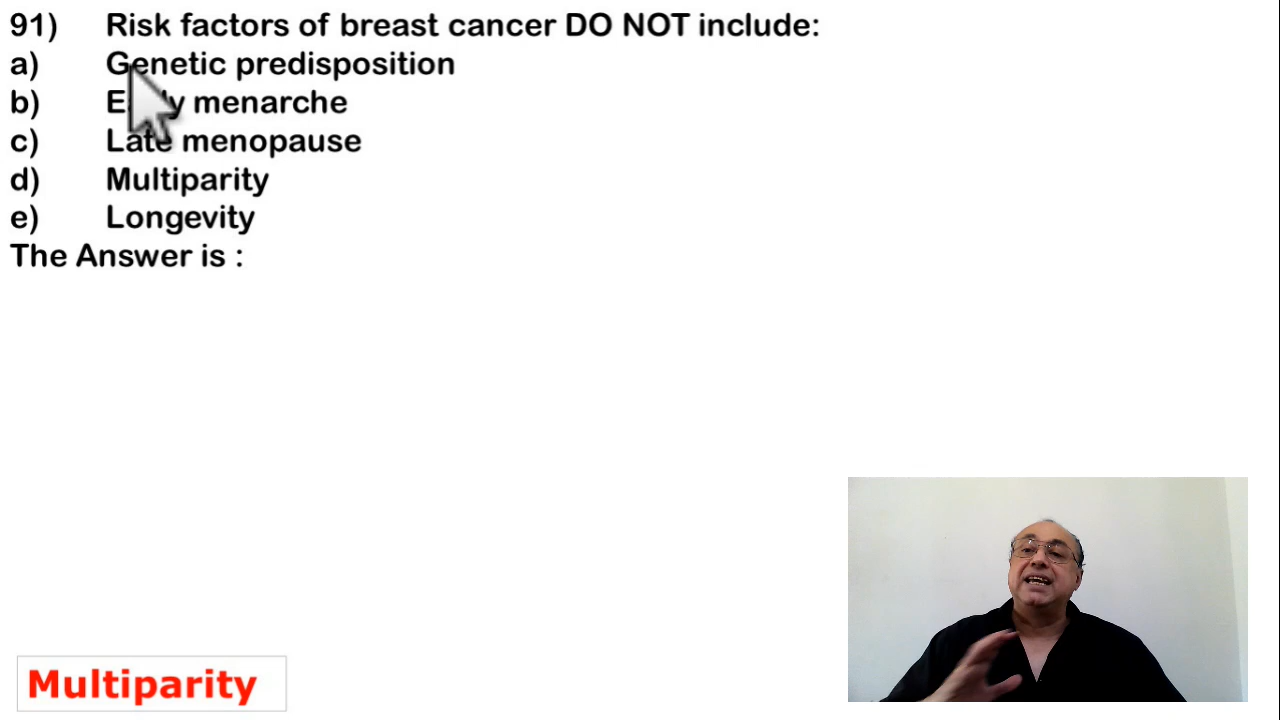 91) Risk factors of breast cancer DO NOT include:
a) Genetic predisposition
b) Early menarche
c) Late menopause
d) Multiparity
e) Longevity
The Answer is :
Multiparity